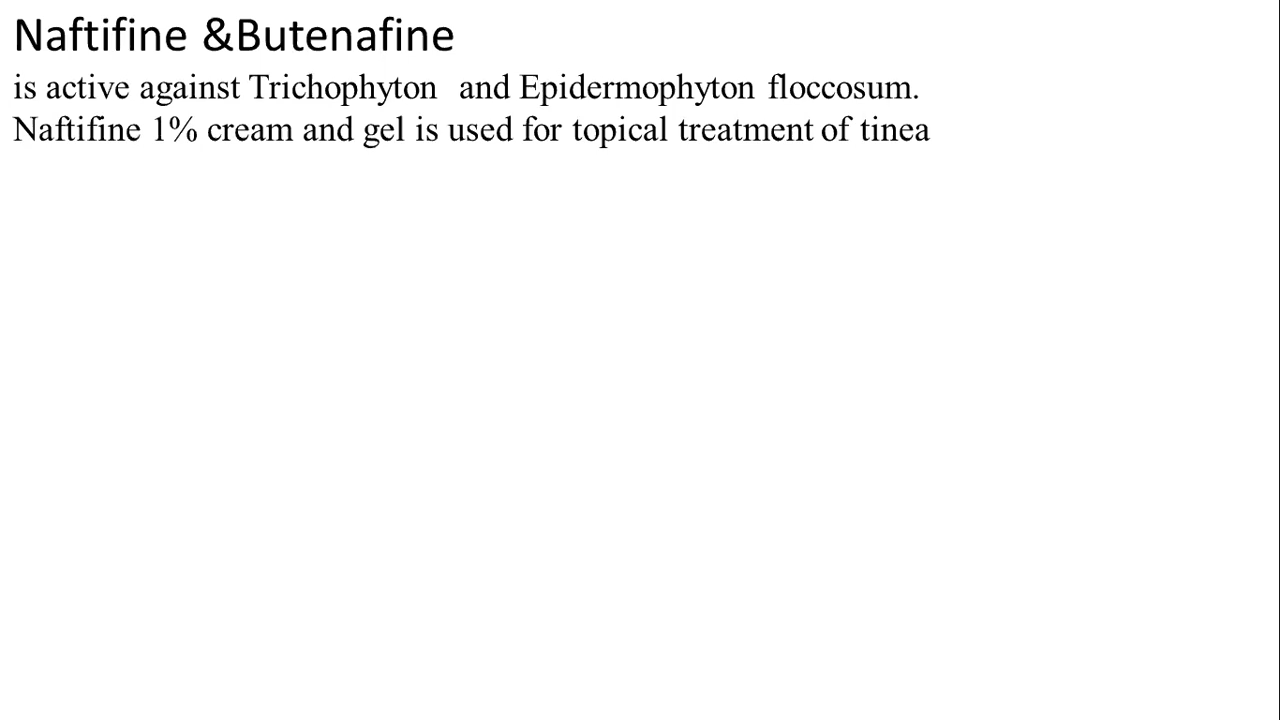 Naftifine &Butenafine
is active against Trichophyton  and Epidermophyton floccosum.
Naftifine 1% cream and gel is used for topical treatment of tinea